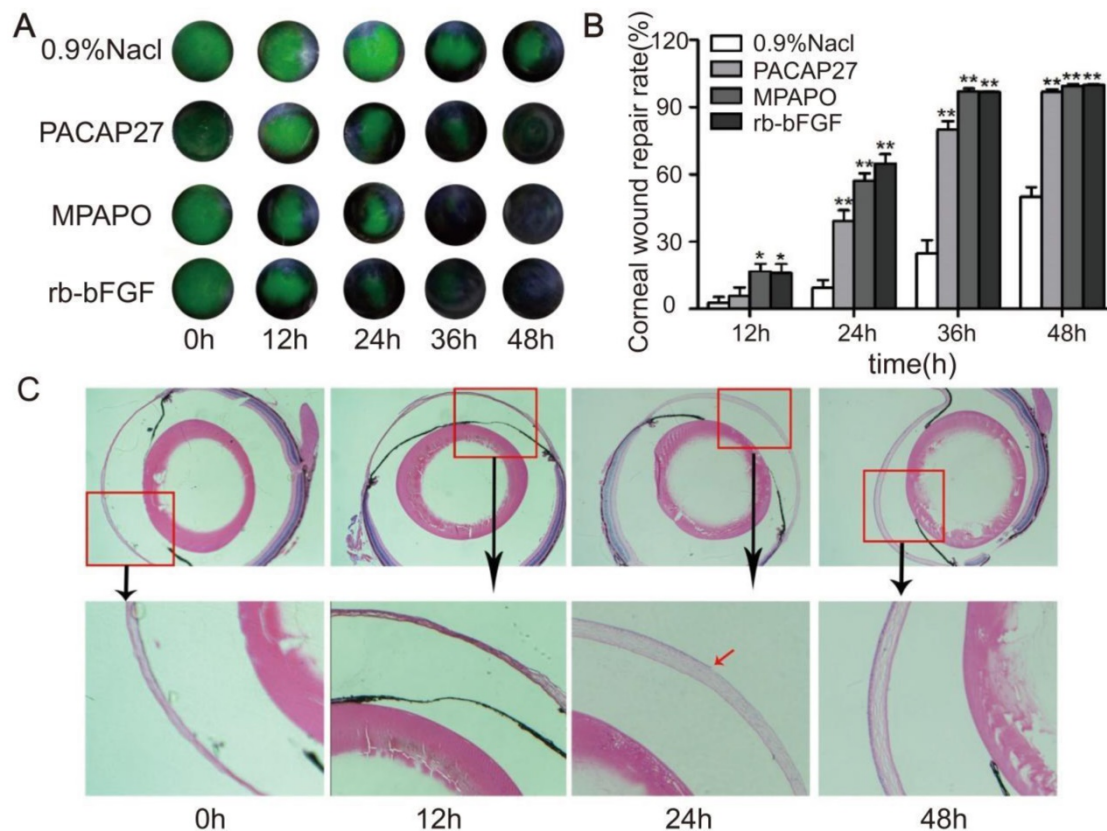 A
0.9%Nacl
PACAP27
MPAPO
rb-bFGF
0h 12h 24h 36h 48h
B
Corneal wound repair rate(%)
120
90
60
30
0
0.9%Nacl
PACAP27
MPAPO
rb-bFGF
* *
** ** **
** ** **
** ** **
12h 24h 36h 48h
time(h)
C
0h 12h 24h 48h